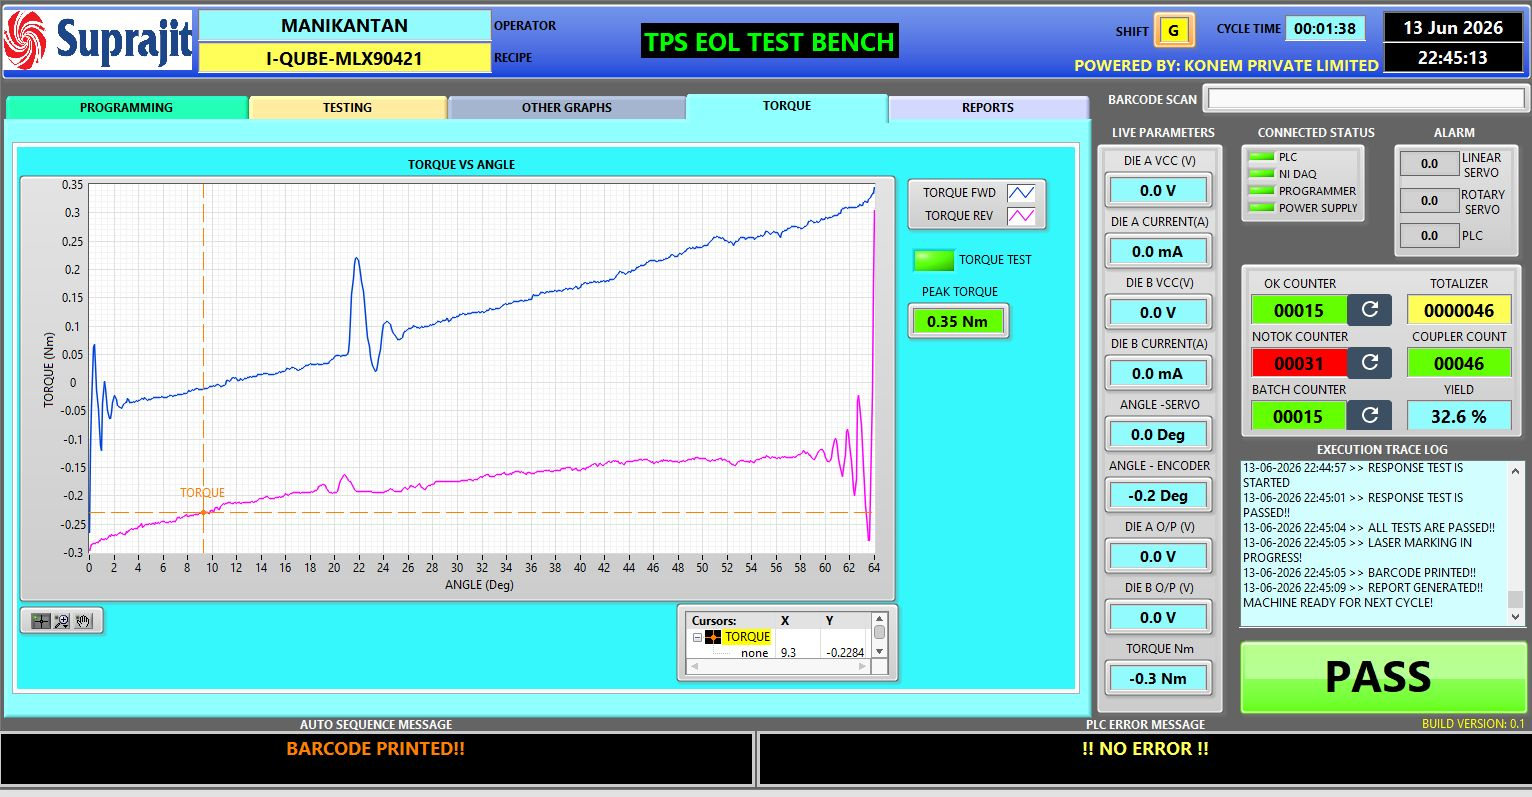 Suprajit
MANIKANTAN
OPERATOR
I-QUBE-MLX90421
RECIPE
TPS EOL TEST BENCH
SHIFT
G
CYCLE TIME
00:01:38
13 Jun 2026
22:45:13
POWERED BY: KONEM PRIVATE LIMITED
PROGRAMMING
TESTING
OTHER GRAPHS
TORQUE
REPORTS
BARCODE SCAN
TORQUE VS ANGLE
TORQUE (Nm)
0.35
0.3
0.25
0.2
0.15
0.1
0.05
0
-0.05
-0.1
-0.15
-0.2
-0.25
-0.3
TORQUE
0 2 4 6 8 10 12 14 16 18 20 22 24 26 28 30 32 34 36 38 40 42 44 46 48 50 52 54 56 58 60 62 64
ANGLE (Deg)
TORQUE FWD
TORQUE REV
TORQUE TEST
PEAK TORQUE
0.35 Nm
Cursors: X Y
TORQUE
none 9.3 -0.2284
LIVE PARAMETERS
DIE A VCC (V)
0.0 V
DIE A CURRENT(A)
0.0 mA
DIE B VCC(V)
0.0 V
DIE B CURRENT(A)
0.0 mA
ANGLE -SERVO
0.0 Deg
ANGLE - ENCODER
-0.2 Deg
DIE A O/P (V)
0.0 V
DIE B O/P (V)
0.0 V
TORQUE Nm
-0.3 Nm
CONNECTED STATUS
PLC
NI DAQ
PROGRAMMER
POWER SUPPLY
ALARM
0.0 LINEAR
SERVO
0.0 ROTARY
SERVO
0.0 PLC
OK COUNTER
00015
TOTALIZER
0000046
NOTOK COUNTER
00031
COUPLER COUNT
00046
BATCH COUNTER
00015
YIELD
32.6 %
EXECUTION TRACE LOG
13-06-2026 22:44:57 >> RESPONSE TEST IS
STARTED
13-06-2026 22:45:01 >> RESPONSE TEST IS
PASSED!!
13-06-2026 22:45:04 >> ALL TESTS ARE PASSED!!
13-06-2026 22:45:05 >> LASER MARKING IN
PROGRESS!
13-06-2026 22:45:05 >> BARCODE PRINTED!!
13-06-2026 22:45:09 >> REPORT GENERATED!!
MACHINE READY FOR NEXT CYCLE!
PASS
BUILD VERSION: 0.1
AUTO SEQUENCE MESSAGE
BARCODE PRINTED!!
PLC ERROR MESSAGE
!! NO ERROR !!